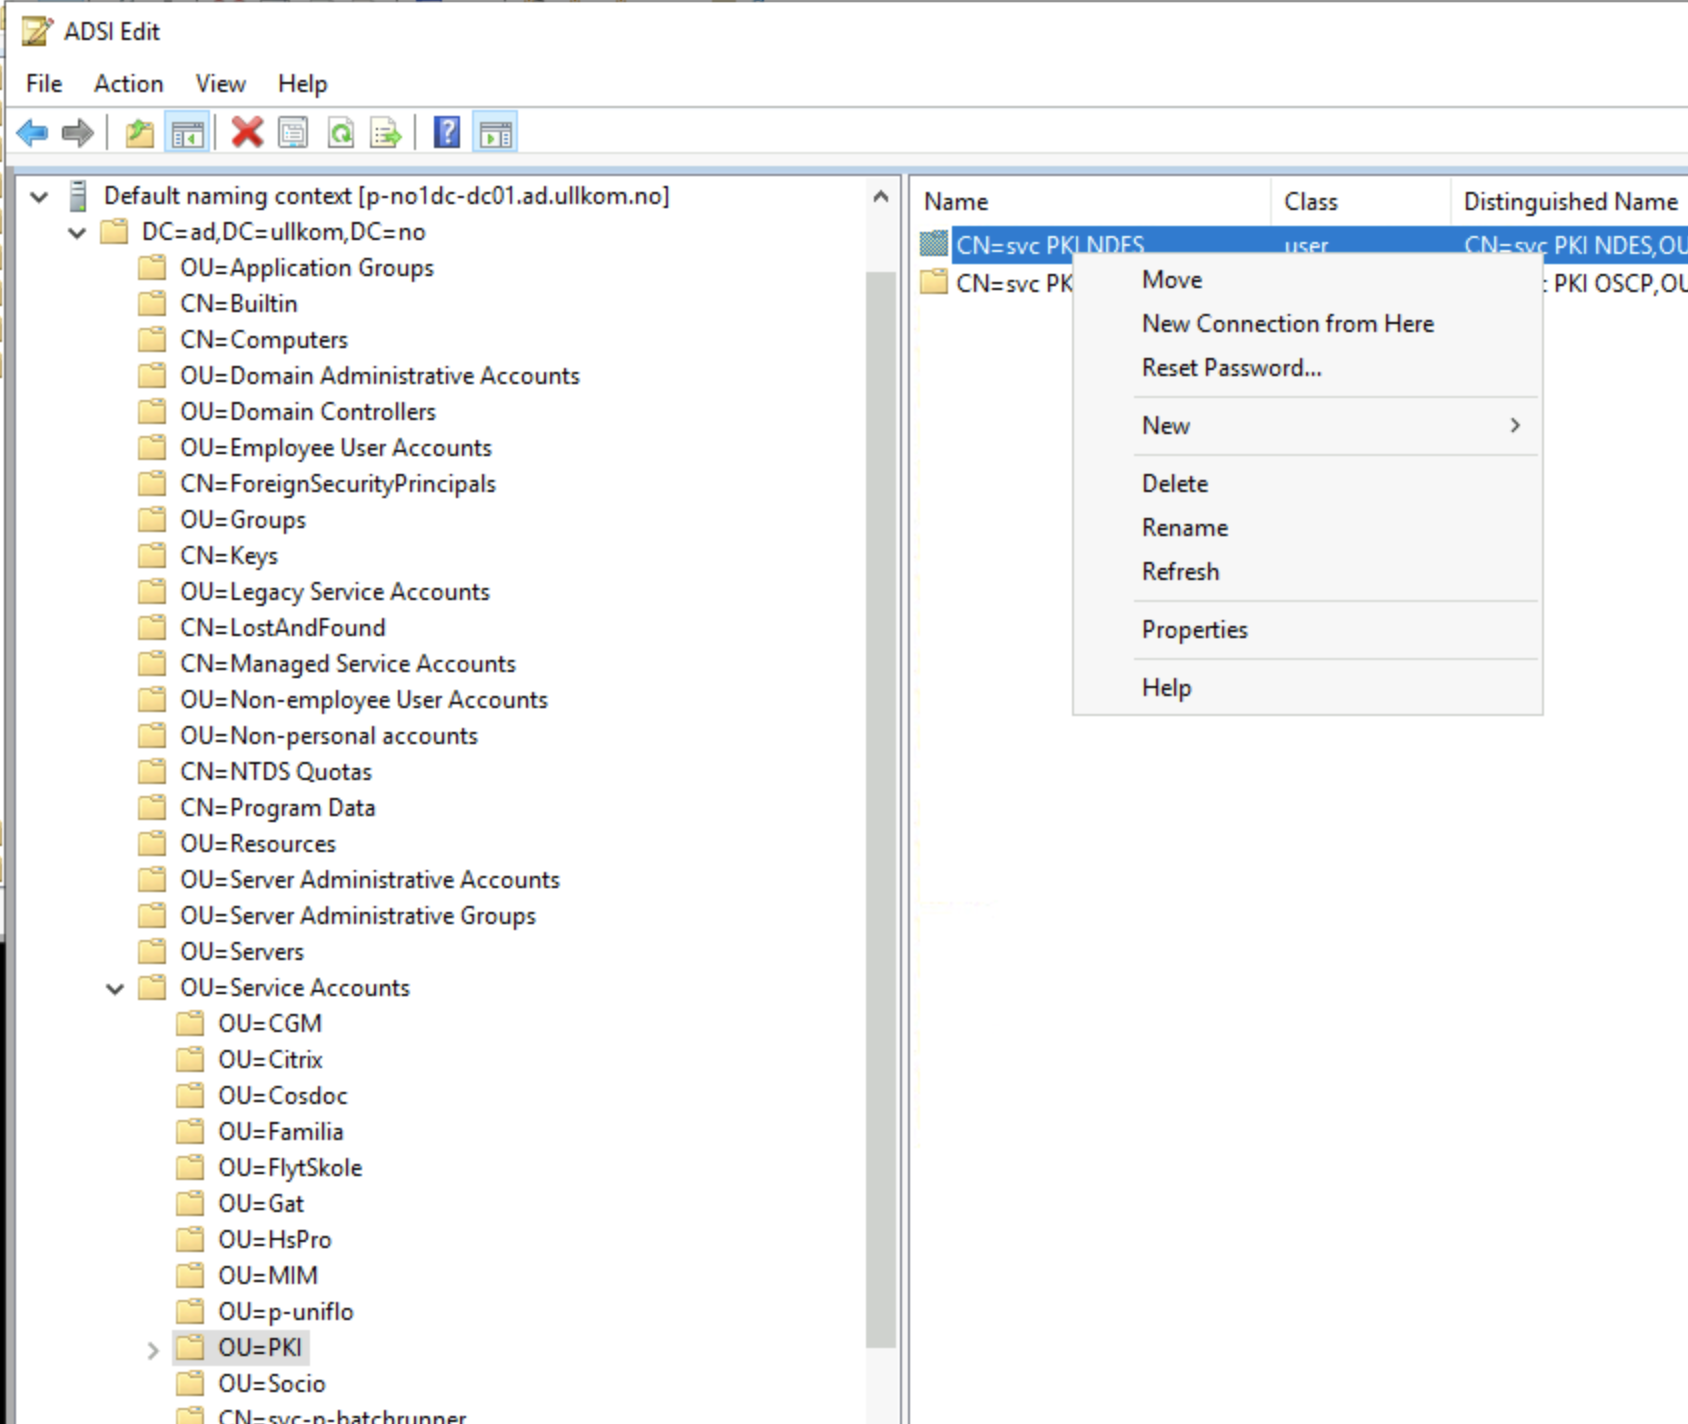 ADSI Edit
File Action View Help
Default naming context [p-no1dc-dc01.ad.ullkom.no]
DC=ad,DC=ullkom,DC=no
OU=Application Groups
CN=Builtin
CN=Computers
OU=Domain Administrative Accounts
OU=Domain Controllers
OU=Employee User Accounts
CN=ForeignSecurityPrincipals
OU=Groups
CN=Keys
OU=Legacy Service Accounts
CN=LostAndFound
CN=Managed Service Accounts
OU=Non-employee User Accounts
OU=Non-personal accounts
CN=NTDS Quotas
CN=Program Data
OU=Resources
OU=Server Administrative Accounts
OU=Server Administrative Groups
OU=Servers
OU=Service Accounts
OU=CGM
OU=Citrix
OU=Cosdoc
OU=Familia
OU=FlytSkole
OU=Gat
OU=HsPro
OU=MIM
OU=p-uniflo
OU=PKI
OU=Socio
CN=svc-p-batchrunner
Name Class Distinguished Name
CN=svc PKI NDES user CN=svc PKI NDES,OU
CN=svc PK PKI OSCP,OU
Move
New Connection from Here
Reset Password...
New
Delete
Rename
Refresh
Properties
Help